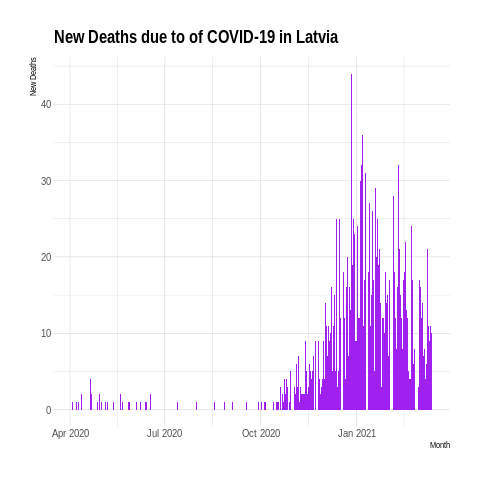 New Deaths due to of COVID-19 in Latvia
New Deaths
40
30
20
10
0
Apr 2020 Jul 2020 Oct 2020 Jan 2021
Month